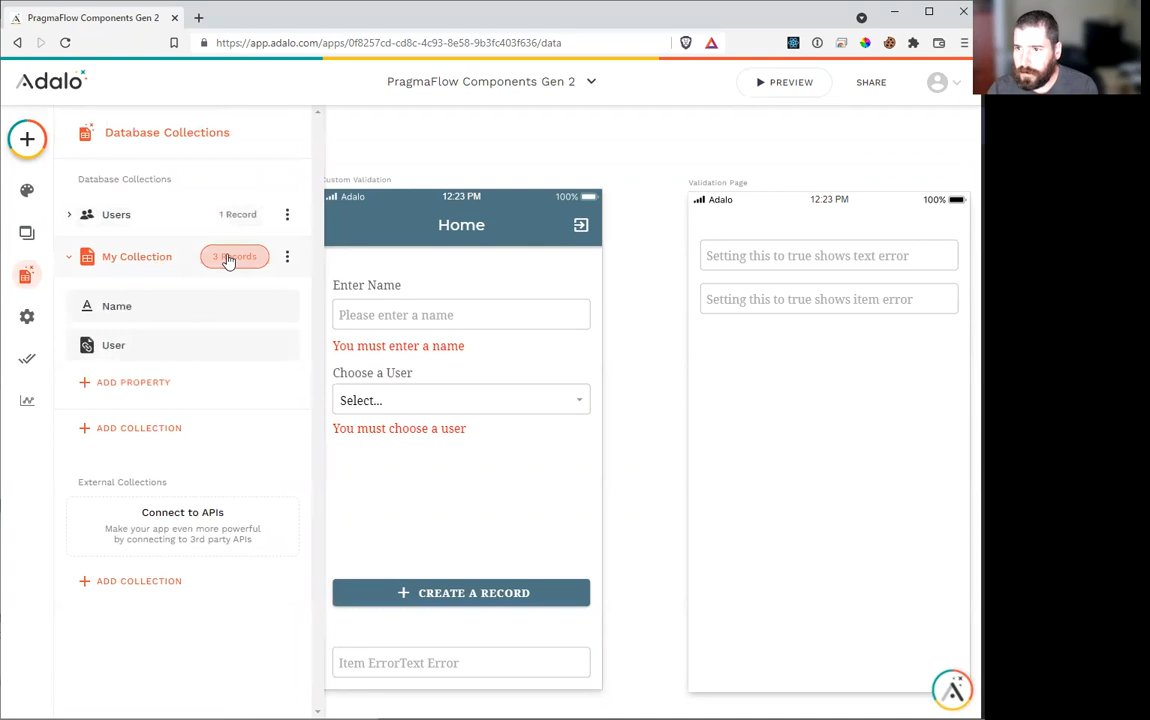 PragmaFlow Components Gen 2
https://app.adalo.com/apps/0f8257cd-cd8c-4c93-8e58-9b3fc403f636/data
Adalo
PragmaFlow Components Gen 2
PREVIEW
SHARE
Database Collections
Database Collections
Users
1 Record
My Collection
3 Records
Name
User
ADD PROPERTY
ADD COLLECTION
External Collections
Connect to APIs
Make your app even more powerful
by connecting to 3rd party APIs
ADD COLLECTION
Custom Validation
Adalo
12:23 PM
100%
Home
Enter Name
Please enter a name
You must enter a name
Choose a User
Select...
You must choose a user
CREATE A RECORD
Item ErrorText Error
Validation Page
Adalo
12:23 PM
100%
Setting this to true shows text error
Setting this to true shows item error